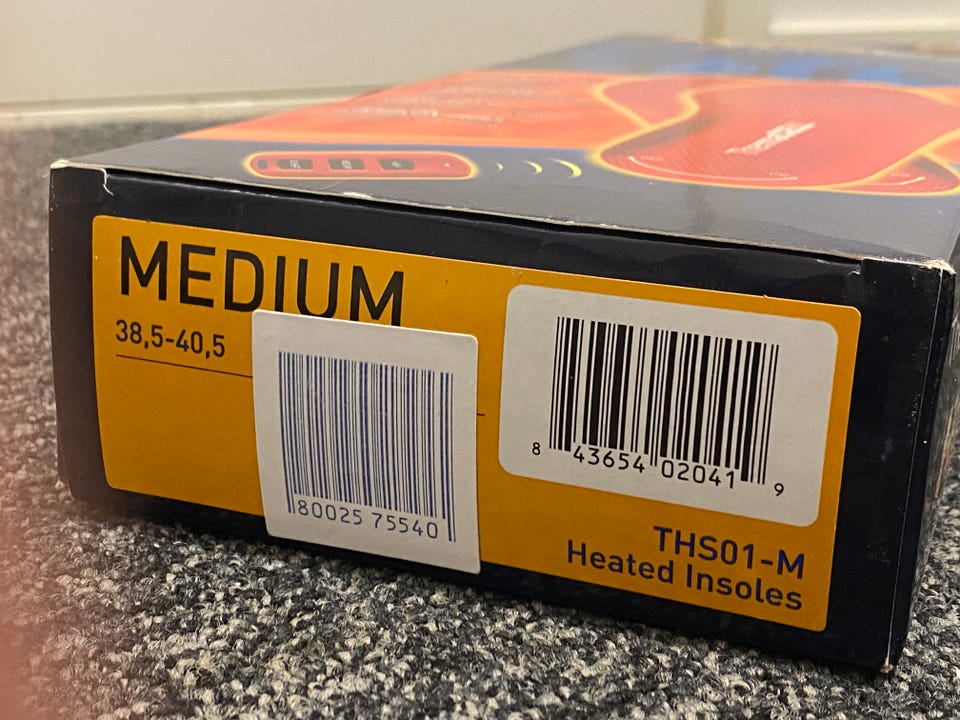 MEDIUM
38,5-40,5
80025 75540
8 43654 02041 9
THS01-M
Heated Insoles